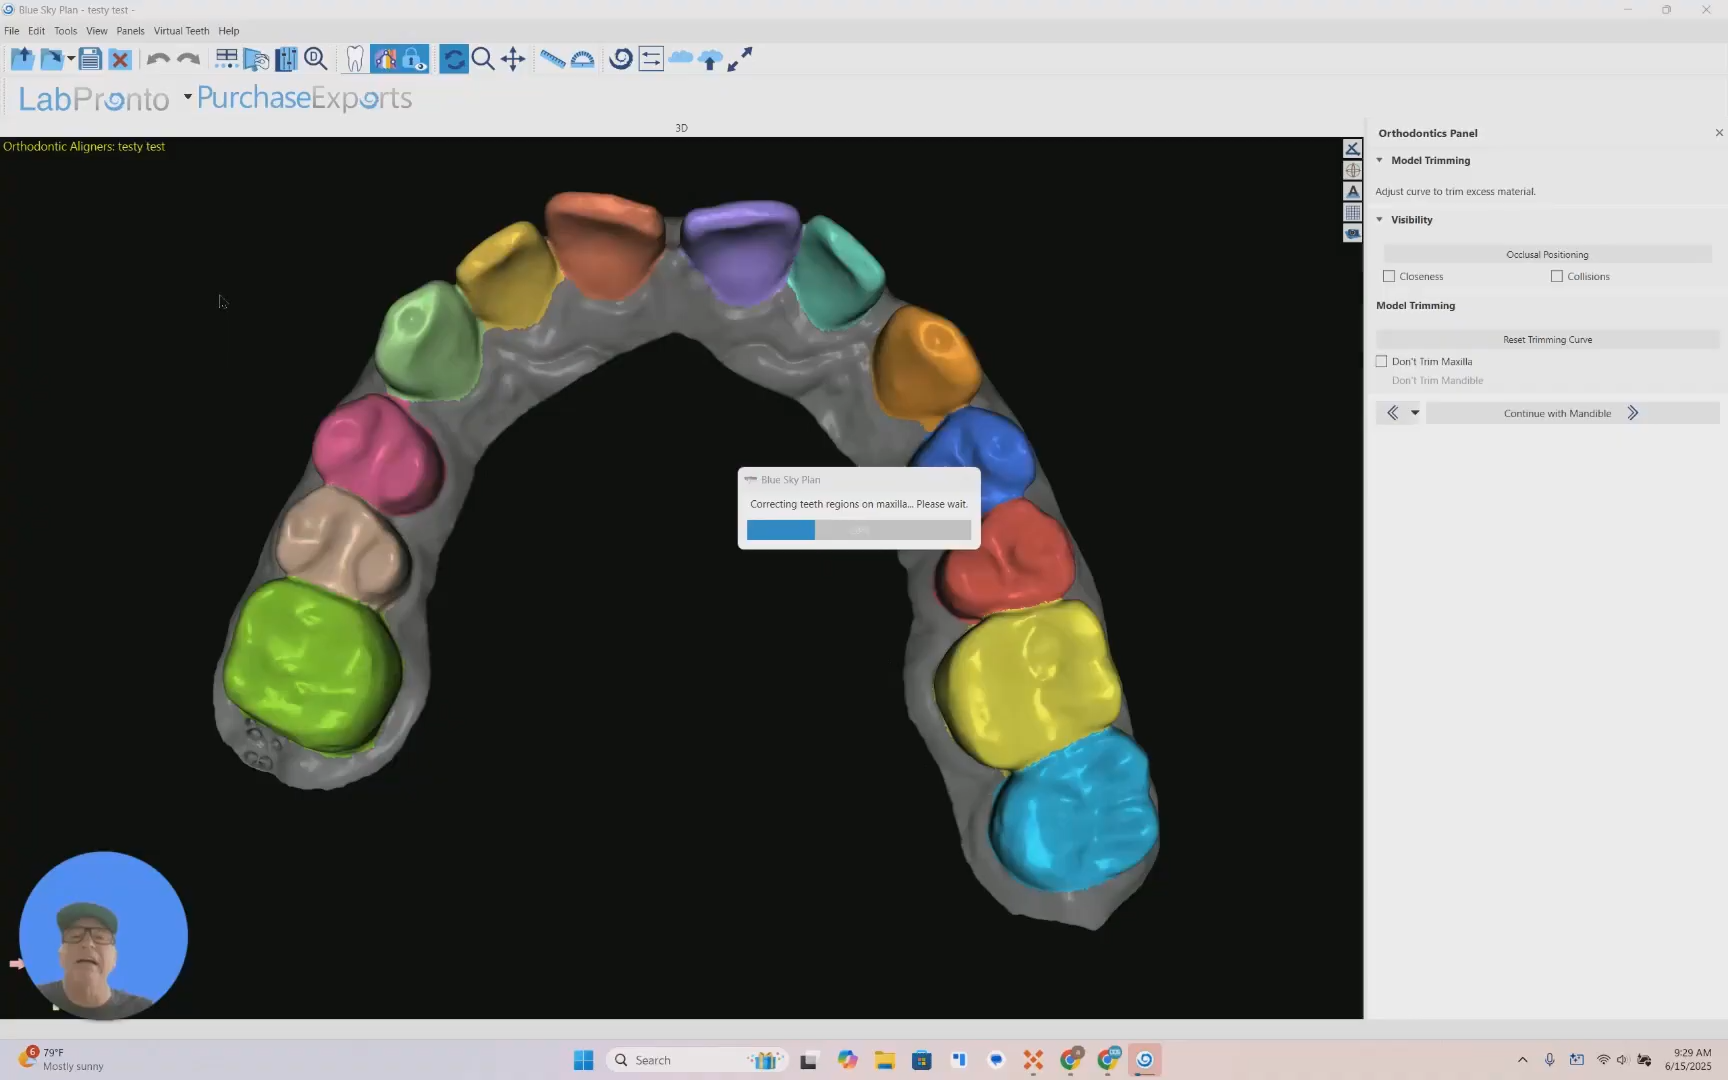 Blue Sky Plan - testy test -
File Edit Tools View Panels Virtual Teeth Help
LabPronto PurchaseExports
3D
Orthodontic Aligners: testy test
Orthodontics Panel
Model Trimming
Adjust curve to trim excess material.
Visibility
Occlusal Positioning
Closeness Collisions
Model Trimming
Reset Trimming Curve
Don't Trim Maxilla
Don't Trim Mandible
Continue with Mandible
Blue Sky Plan
Correcting teeth regions on maxilla... Please wait.
6
79°F
Mostly sunny
Search
9:29 AM
6/15/2025